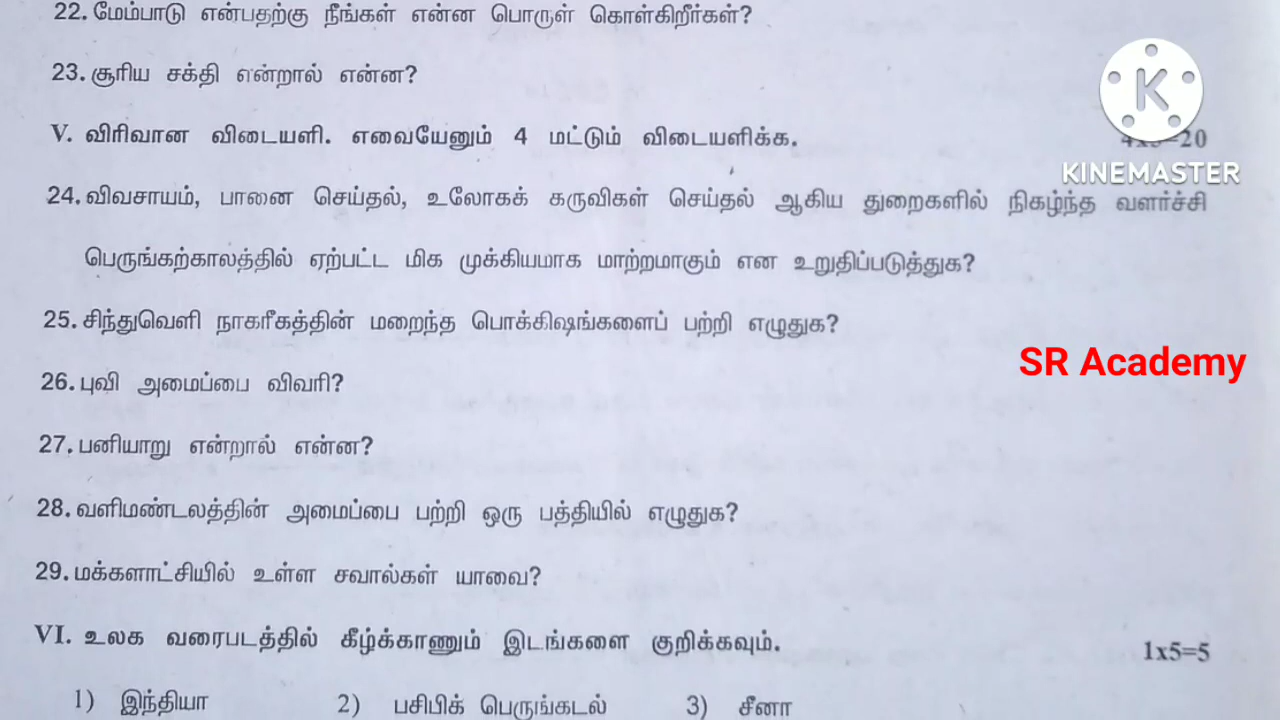 22. மேம்பாடு என்பதற்கு நீங்கள் என்ன பொருள் கொள்கிறீர்கள்?
23. சூரிய சக்தி என்றால் என்ன?
V. விரிவான விடையளி. எவையேனும் 4 மட்டும் விடையளிக்க. 4x5=20
K
KINEMASTER
24. விவசாயம், பானை செய்தல், உலோகக் கருவிகள் செய்தல் ஆகிய துறைகளில் நிகழ்ந்த வளர்ச்சி
பெருங்கற்காலத்தில் ஏற்பட்ட மிக முக்கியமாக மாற்றமாகும் என உறுதிப்படுத்துக?
25. சிந்துவெளி நாகரீகத்தின் மறைந்த பொக்கிஷங்களைப் பற்றி எழுதுக?
SR Academy
26. புவி அமைப்பை விவரி?
27. பனியாறு என்றால் என்ன?
28. வளிமண்டலத்தின் அமைப்பை பற்றி ஒரு பத்தியில் எழுதுக?
29. மக்களாட்சியில் உள்ள சவால்கள் யாவை?
VI. உலக வரைபடத்தில் கீழ்க்காணும் இடங்களை குறிக்கவும். 1x5=5
1) இந்தியா 2) பசிபிக் பெருங்கடல் 3) சீனா